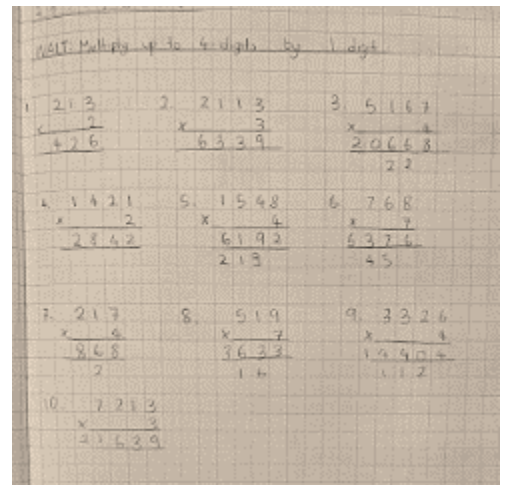 WALT: Multiply up to 4 digits by 1 digit
1. 213 2. 2113 3. 5167
x 2 x 3 x 4
426 6339 20668
22
4. 1421 5. 1548 6. 768
x 2 x 4 x 7
2842 6192 5376
213 45
7. 217 8. 519 9. 3326
x 4 x 7 x 4
868 3633 
2 16 112
10. 7213
x 3
21639